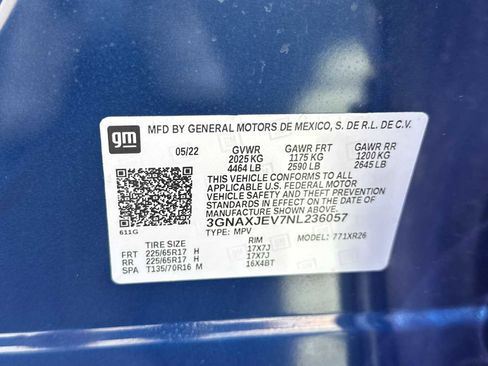 gm
MFD BY GENERAL MOTORS DE MEXICO, S. DE R.L. DE C.V.
05/22 GVWR GAWR FRT GAWR RR
2025 KG 1175 KG 1200 KG
4464 LB 2590 LB 2645 LB
THIS VEHICLE CONFORMS TO ALL
APPLICABLE U.S. FEDERAL MOTOR
VEHICLE SAFETY AND THEFT PREVENTION
STANDARDS IN EFFECT ON THE DATE OF
MANUFACTURE SHOWN ABOVE.
3GNAXJEV7NL236057
611G TYPE: MPV MODEL: 771XR26
TIRE SIZE RIM
FRT 225/65R17 H 17X7J
RR 225/65R17 H 17X7J
SPA T135/70R16 M 16X4BT